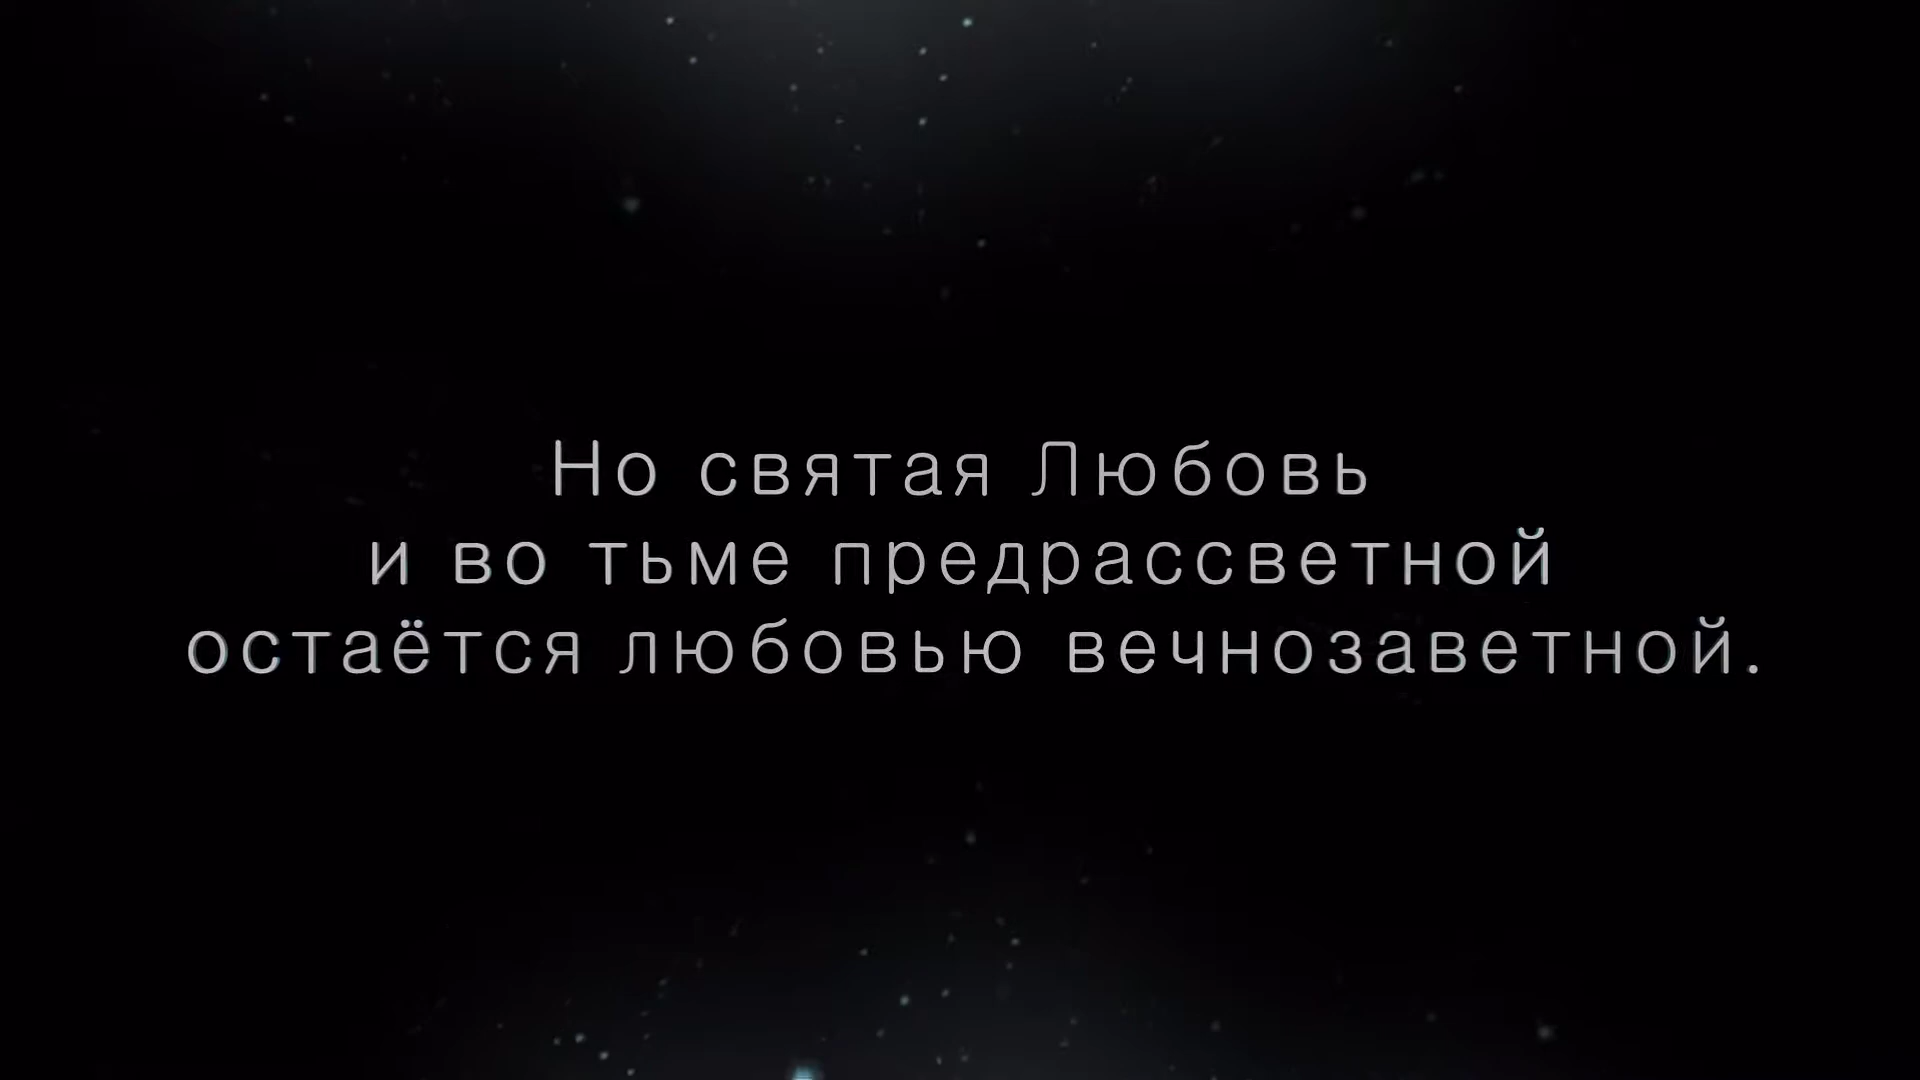 Но святая Любовь
и во тьме предрассветной
остаётся любовью вечнозаветной.